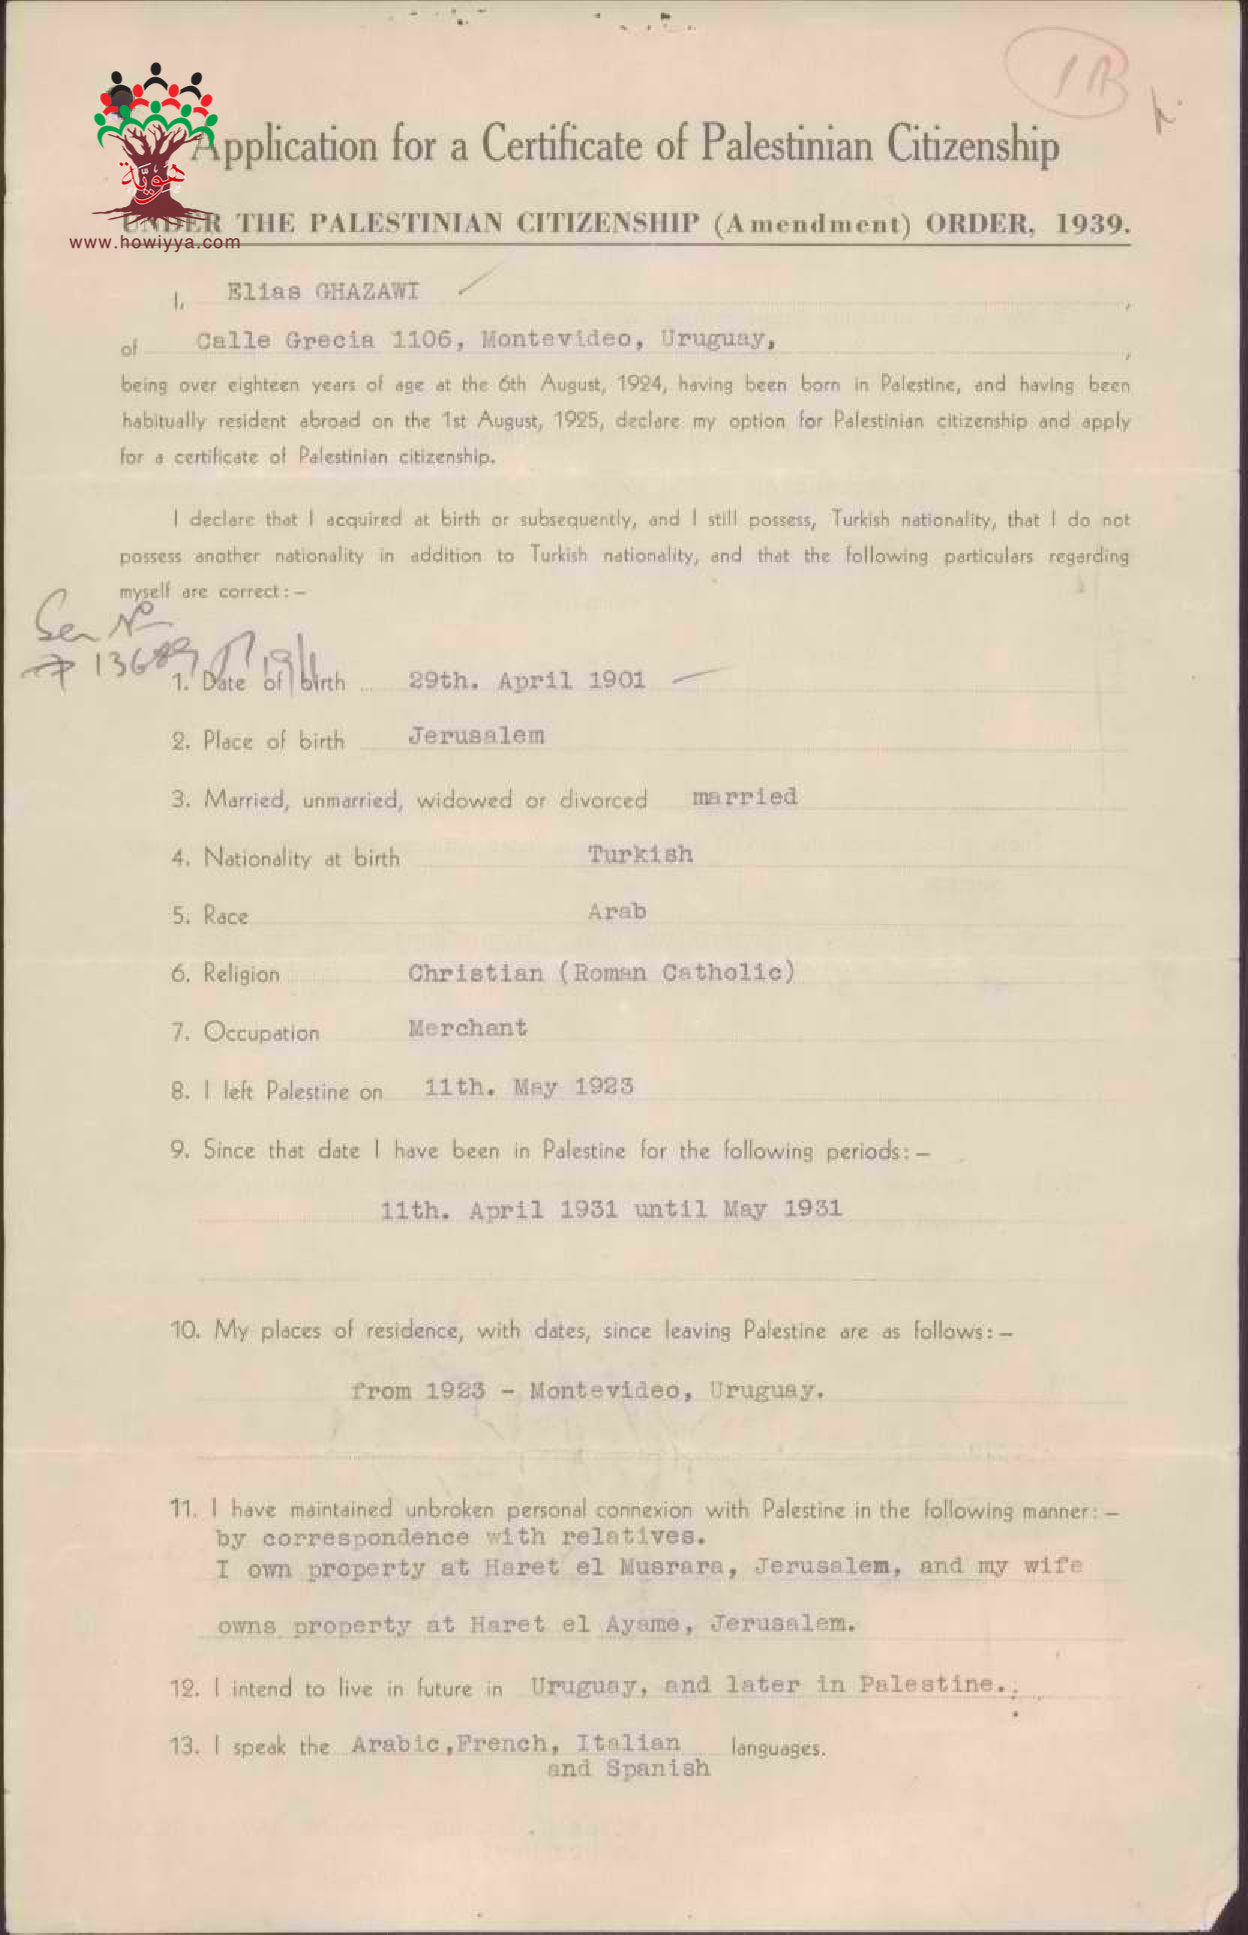 1B
هوية
Application for a Certificate of Palestinian Citizenship
UNDER THE PALESTINIAN CITIZENSHIP (Amendment) ORDER, 1939.
www.howiyya.com
I, Elias GHAZAWI,
of Calle Grecia 1106, Montevideo, Uruguay,,
being over eighteen years of age at the 6th August, 1924, having been born in Palestine, and having been
habitually resident abroad on the 1st August, 1925, declare my option for Palestinian citizenship and apply
for a certificate of Palestinian citizenship.
I declare that I acquired at birth or subsequently, and I still possess, Turkish nationality, that I do not
possess another nationality in addition to Turkish nationality, and that the following particulars regarding
myself are correct: –
Ser No
13689
1. Date of birth 29th. April 1901
2. Place of birth Jerusalem
3. Married, unmarried, widowed or divorced married
4. Nationality at birth Turkish
5. Race Arab
6. Religion Christian (Roman Catholic)
7. Occupation Merchant
8. I left Palestine on 11th. May 1923
9. Since that date I have been in Palestine for the following periods: –
11th. April 1931 until May 1931
10. My places of residence, with dates, since leaving Palestine are as follows: –
from 1923 - Montevideo, Uruguay.
11. I have maintained unbroken personal connexion with Palestine in the following manner: –
by correspondence with relatives.
I own property at Haret el Musrara, Jerusalem, and my wife
owns property at Haret el Ayame, Jerusalem.
12. I intend to live in future in Uruguay, and later in Palestine.
13. I speak the Arabic,French, Italian languages.
and Spanish